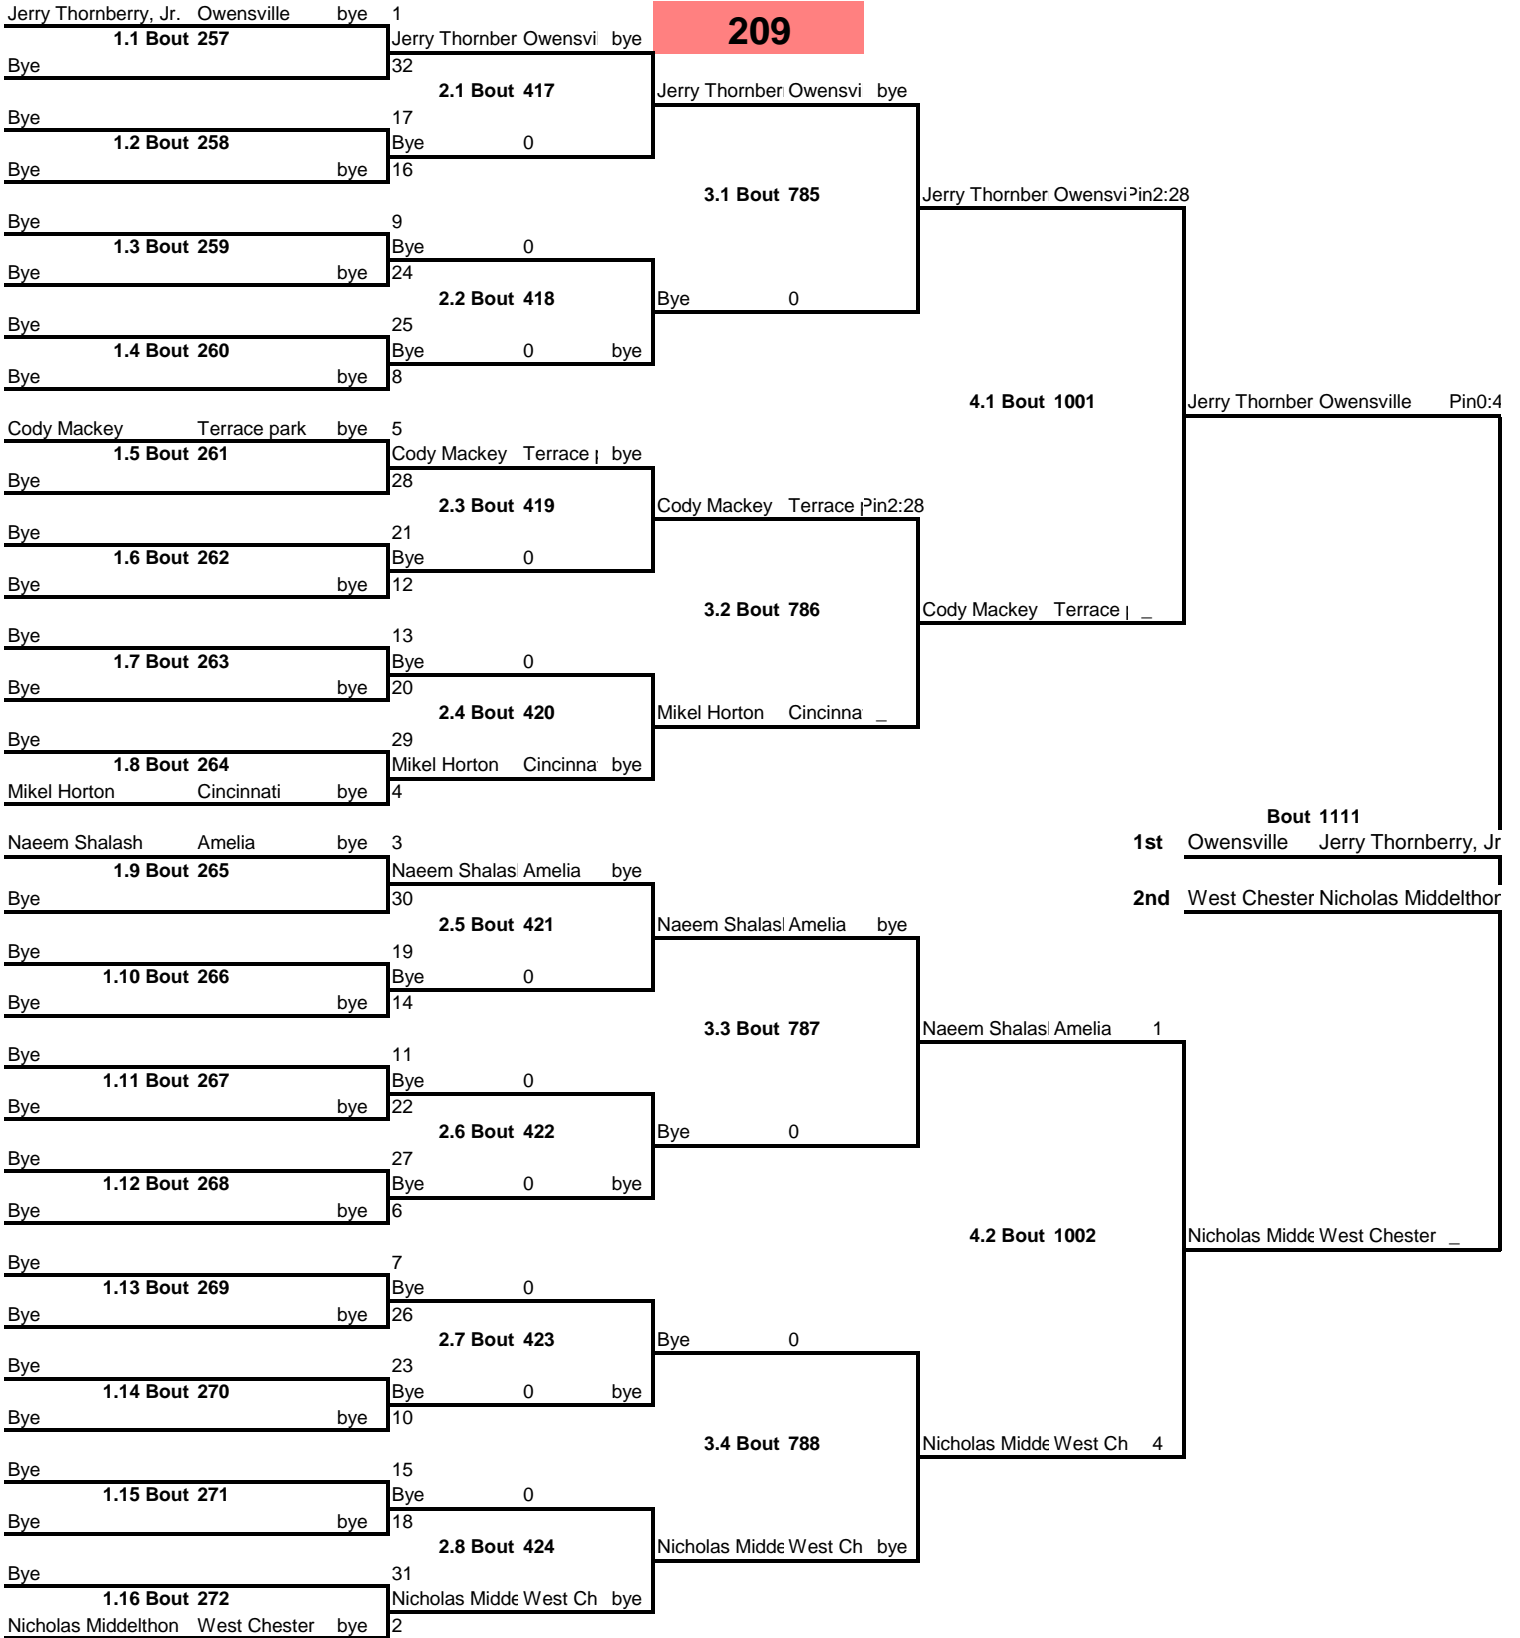 Jerry Thornberry, Jr. Owensville bye 1
209
1.1 Bout 257 Jerry Thornber Owensvi bye
Bye 32
2.1 Bout 417 Jerry Thornber Owensvi bye
Bye 17
1.2 Bout 258 Bye 0
Bye bye 16
3.1 Bout 785 Jerry Thornber Owensvi Pin2:28
Bye 9
1.3 Bout 259 Bye 0
Bye bye 24
2.2 Bout 418 Bye 0
Bye 25
1.4 Bout 260 Bye 0 bye
Bye bye 8
4.1 Bout 1001 Jerry Thornber Owensville Pin0:4
Cody Mackey Terrace park bye 5
1.5 Bout 261 Cody Mackey Terrace p bye
Bye 28
2.3 Bout 419 Cody Mackey Terrace p Pin2:28
Bye 21
1.6 Bout 262 Bye 0
Bye bye 12
3.2 Bout 786 Cody Mackey Terrace p _
Bye 13
1.7 Bout 263 Bye 0
Bye bye 20
2.4 Bout 420 Mikel Horton Cincinna _
Bye 29
1.8 Bout 264 Mikel Horton Cincinna bye
Mikel Horton Cincinnati bye 4
Bout 1111
Naeem Shalash Amelia bye 3
1st Owensville Jerry Thornberry, Jr
1.9 Bout 265 Naeem Shalas Amelia bye
Bye 30
2nd West Chester Nicholas Middelthon
2.5 Bout 421 Naeem Shalas Amelia bye
Bye 19
1.10 Bout 266 Bye 0
Bye bye 14
3.3 Bout 787 Naeem Shalas Amelia 1
Bye 11
1.11 Bout 267 Bye 0
Bye bye 22
2.6 Bout 422 Bye 0
Bye 27
1.12 Bout 268 Bye 0 bye
Bye bye 6
4.2 Bout 1002 Nicholas Midde West Chester _
Bye 7
1.13 Bout 269 Bye 0
Bye bye 26
2.7 Bout 423 Bye 0
Bye 23
1.14 Bout 270 Bye 0 bye
Bye bye 10
3.4 Bout 788 Nicholas Midde West Ch 4
Bye 15
1.15 Bout 271 Bye 0
Bye bye 18
2.8 Bout 424 Nicholas Midde West Ch bye
Bye 31
1.16 Bout 272 Nicholas Midde West Ch bye
Nicholas Middelthon West Chester bye 2